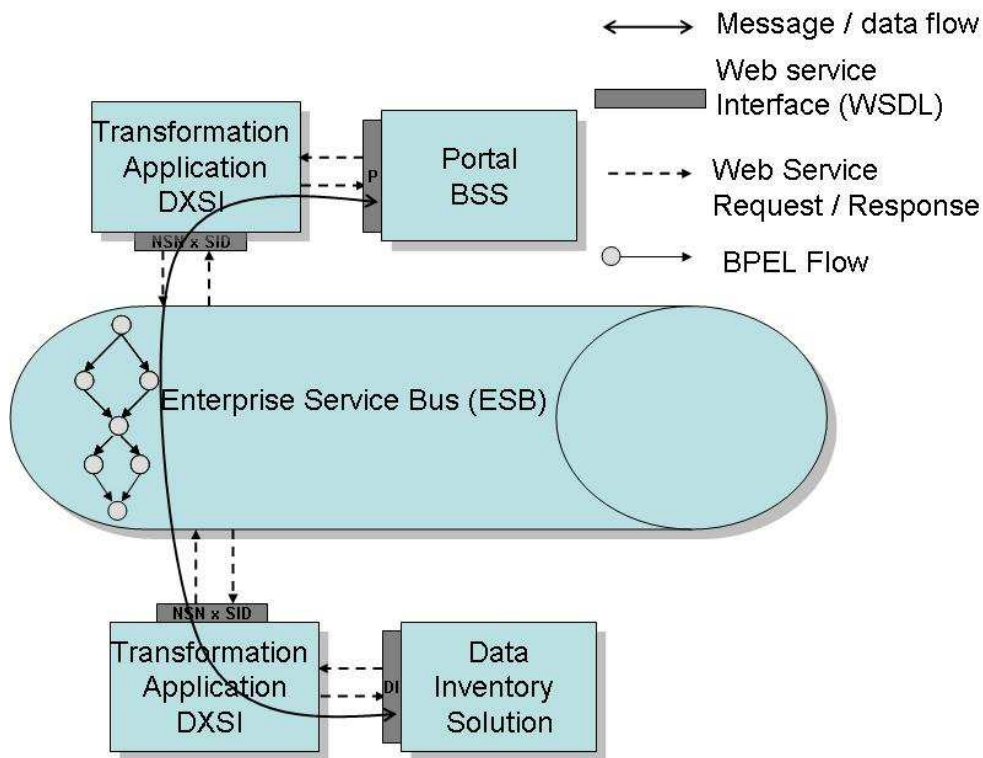 Message / data flow
Web service
Interface (WSDL)
Web Service
Request / Response
BPEL Flow
Transformation
Application
DXSI
NSN x SID
P
Portal
BSS
Enterprise Service Bus (ESB)
NSN x SID
Transformation
Application
DXSI
DI
Data
Inventory
Solution